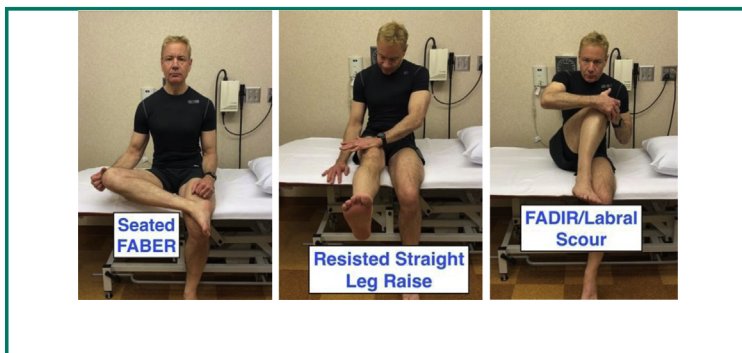 Seated
FABER
Resisted Straight
Leg Raise
FADIR/Labral
Scour